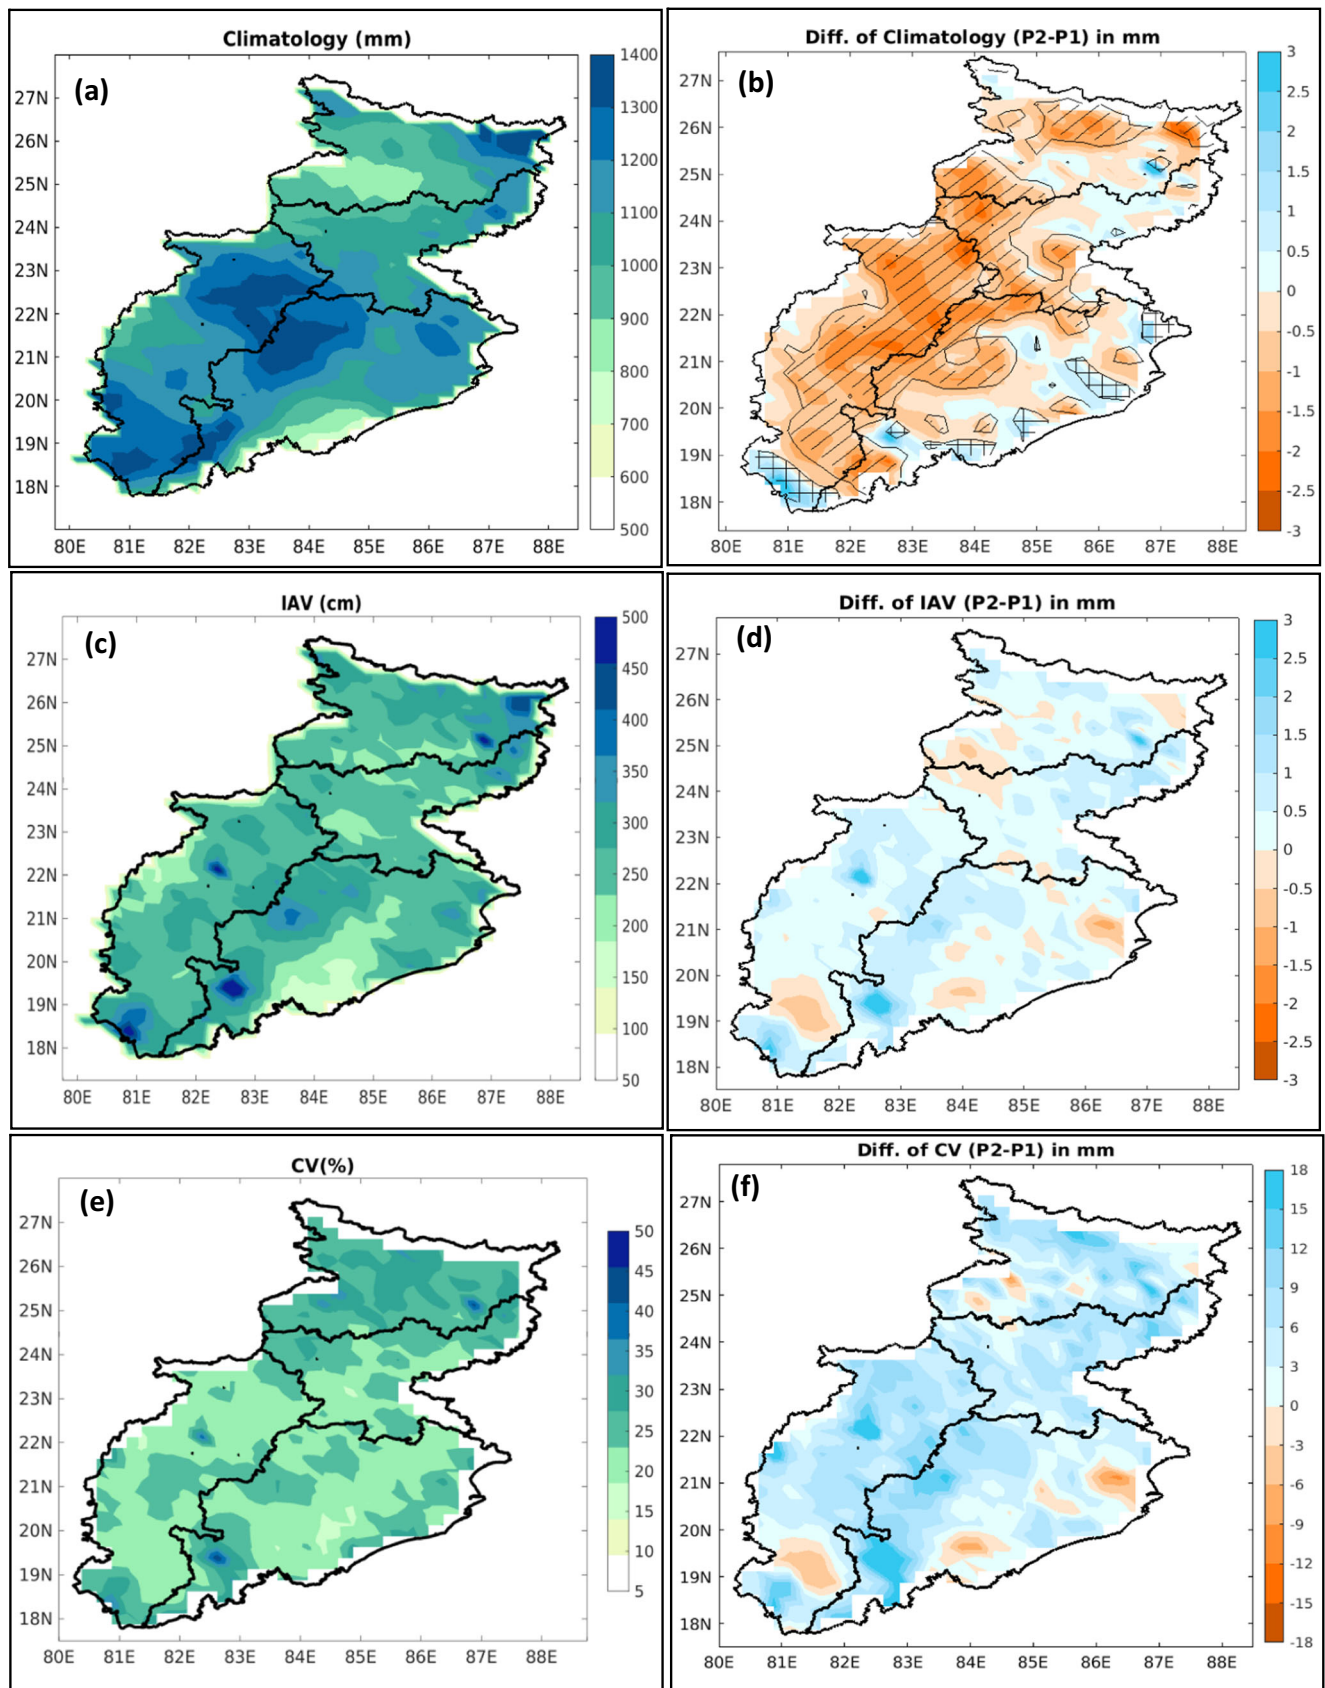 Climatology (mm)
(a)
27N
26N
25N
24N
23N
22N
21N
20N
19N
18N
80E 81E 82E 83E 84E 85E 86E 87E 88E
1400
1300
1200
1100
1000
900
800
700
600
500
Diff. of Climatology (P2-P1) in mm
(b)
27N
26N
25N
24N
23N
22N
21N
20N
19N
18N
80E 81E 82E 83E 84E 85E 86E 87E 88E
3
2.5
2
1.5
1
0.5
0
-0.5
-1
-1.5
-2
-2.5
-3
IAV (cm)
(c)
27N
26N
25N
24N
23N
22N
21N
20N
19N
18N
80E 81E 82E 83E 84E 85E 86E 87E 88E
500
450
400
350
300
250
200
150
100
50
Diff. of IAV (P2-P1) in mm
(d)
27N
26N
25N
24N
23N
22N
21N
20N
19N
18N
80E 81E 82E 83E 84E 85E 86E 87E 88E
3
2.5
2
1.5
1
0.5
0
-0.5
-1
-1.5
-2
-2.5
-3
CV(%)
(e)
27N
26N
25N
24N
23N
22N
21N
20N
19N
18N
80E 81E 82E 83E 84E 85E 86E 87E 88E
50
45
40
35
30
25
20
15
10
5
Diff. of CV (P2-P1) in mm
(f)
27N
26N
25N
24N
23N
22N
21N
20N
19N
18N
80E 81E 82E 83E 84E 85E 86E 87E 88E
18
15
12
9
6
3
0
-3
-6
-9
-12
-15
-18